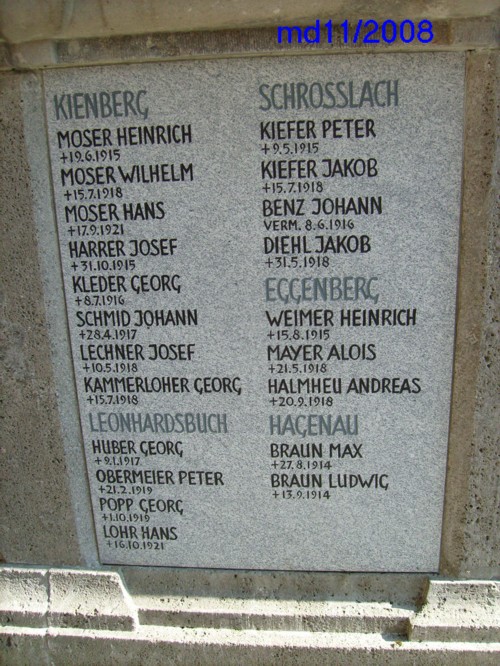 md11/2008
KIENBERG
MOSER HEINRICH
+19.6.1915
MOSER WILHELM
+15.7.1918
MOSER HANS
+17.9.1921
HARRER JOSEF
+31.10.1915
KLEDER GEORG
+8.7.1916
SCHMID JOHANN
+28.4.1917
LECHNER JOSEF
+10.5.1918
KAMMERLOHER GEORG
+15.7.1918
LEONHARDSBUCH
HUBER GEORG
+9.1.1917
OBERMEIER PETER
+21.2.1919
POPP GEORG
+1.10.1919
LOHR HANS
+16.10.1921
SCHROSSLACH
KIEFER PETER
+9.5.1915
KIEFER JAKOB
+15.7.1918
BENZ JOHANN
VERM. 8.6.1916
DIEHL JAKOB
+31.5.1918
EGGENBERG
WEIMER HEINRICH
+15.8.1915
MAYER ALOIS
+21.5.1918
HALMHEU ANDREAS
+20.9.1918
HAGENAU
BRAUN MAX
+27.8.1914
BRAUN LUDWIG
+13.9.1914